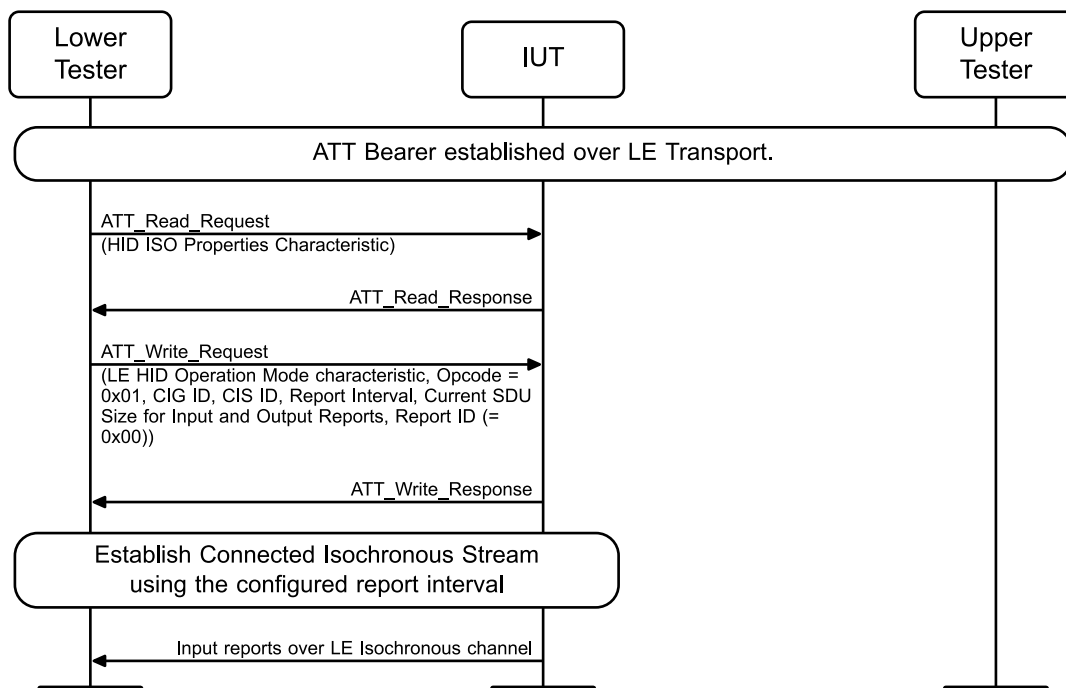 Lower
Tester
IUT
Upper
Tester
ATT Bearer established over LE Transport.
ATT_Read_Request
(HID ISO Properties Characteristic)
ATT_Read_Response
ATT_Write_Request
(LE HID Operation Mode characteristic, Opcode =
0x01, CIG ID, CIS ID, Report Interval, Current SDU
Size for Input and Output Reports, Report ID (=
0x00))
ATT_Write_Response
Establish Connected Isochronous Stream
using the configured report interval
Input reports over LE Isochronous channel